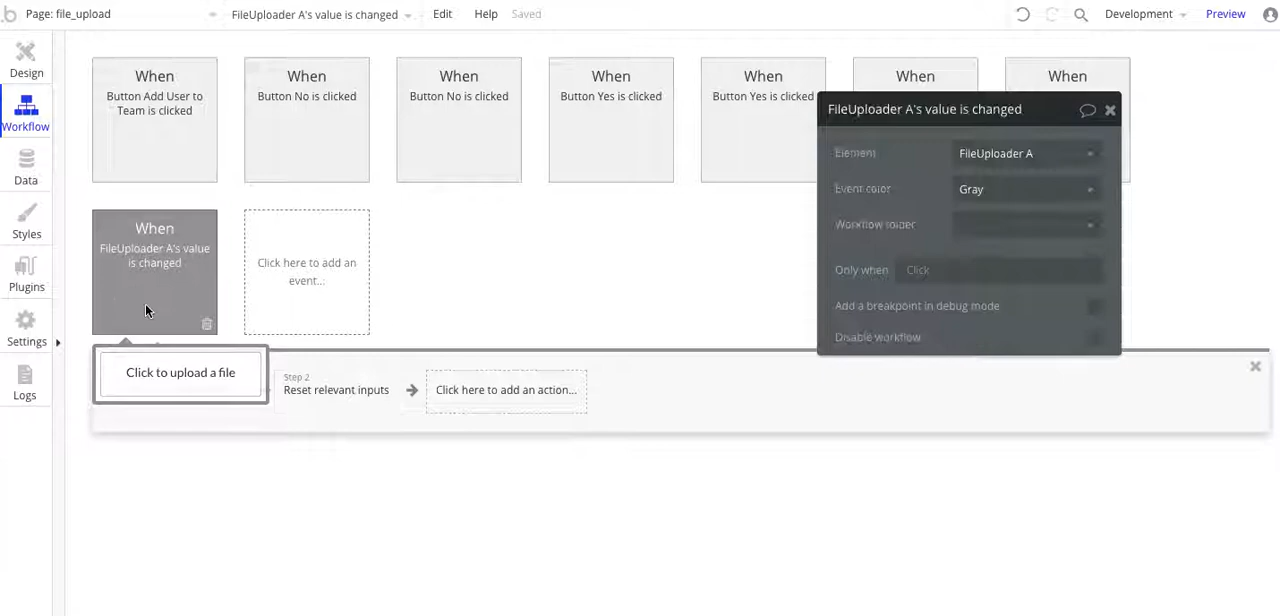 b Page: file_upload FileUploader A's value is changed Edit Help Saved Development Preview
Design
Workflow
Data
Styles
Plugins
Settings
Logs
When
Button Add User to
Team is clicked
When
Button No is clicked
When
Button No is clicked
When
Button Yes is clicked
When
Button Yes is clicked
When
When
When
FileUploader A's value
is changed
Click here to add an
event...
FileUploader A's value is changed
Element FileUploader A
Event color Gray
Workflow folder
Only when Click
Add a breakpoint in debug mode
Disable workflow
Click to upload a file
Step 2
Reset relevant inputs
Click here to add an action...